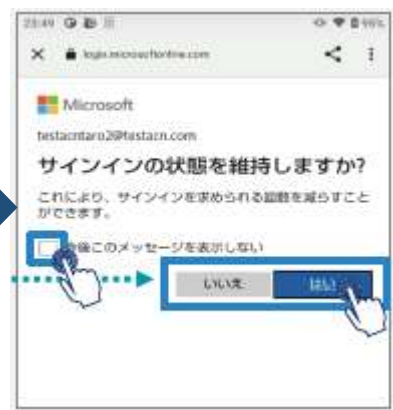 23:49
login.microsoftonline.com
Microsoft
testacntaro2@testacn.com
サインインの状態を維持しますか?
これにより、サインインを求められる回数を減らすこと
ができます。
今後このメッセージを表示しない
いいえ はい